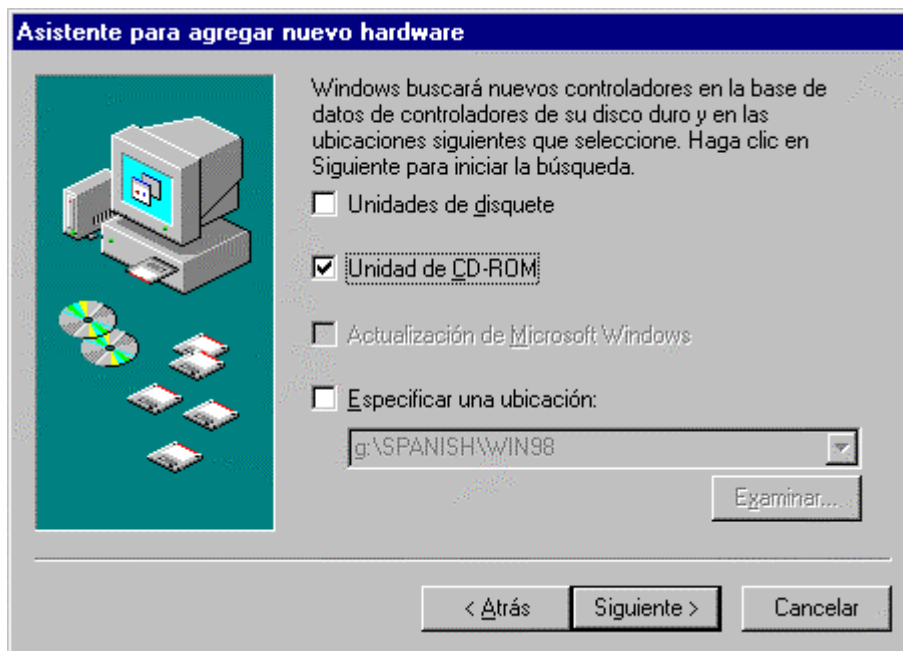 Asistente para agregar nuevo hardware
Windows buscará nuevos controladores en la base de
datos de controladores de su disco duro y en las
ubicaciones siguientes que seleccione. Haga clic en
Siguiente para iniciar la búsqueda.
Unidades de disquete
Unidad de CD-ROM
Actualización de Microsoft Windows
Especificar una ubicación:
g:\SPANISH\WIN98
Examinar...
< Atrás
Siguiente >
Cancelar